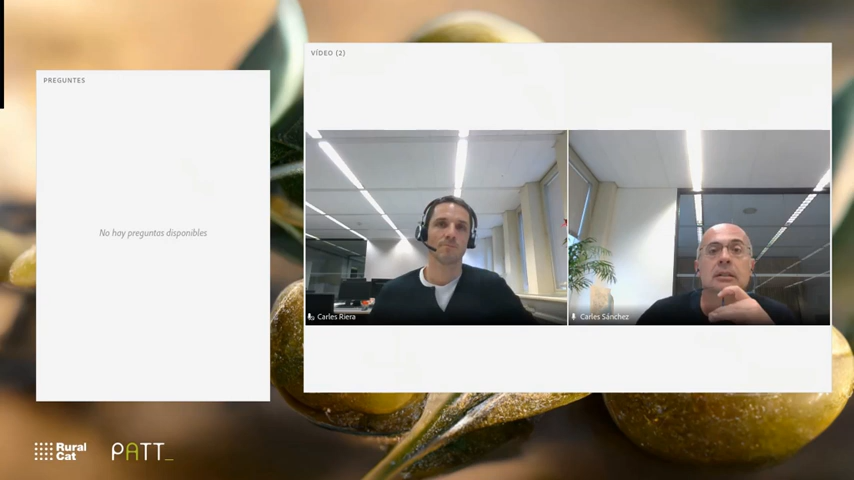 PREGUNTES
No hay preguntas disponibles
VÍDEO (2)
Carles Riera
Carles Sánchez
Rural
Cat
PATT_